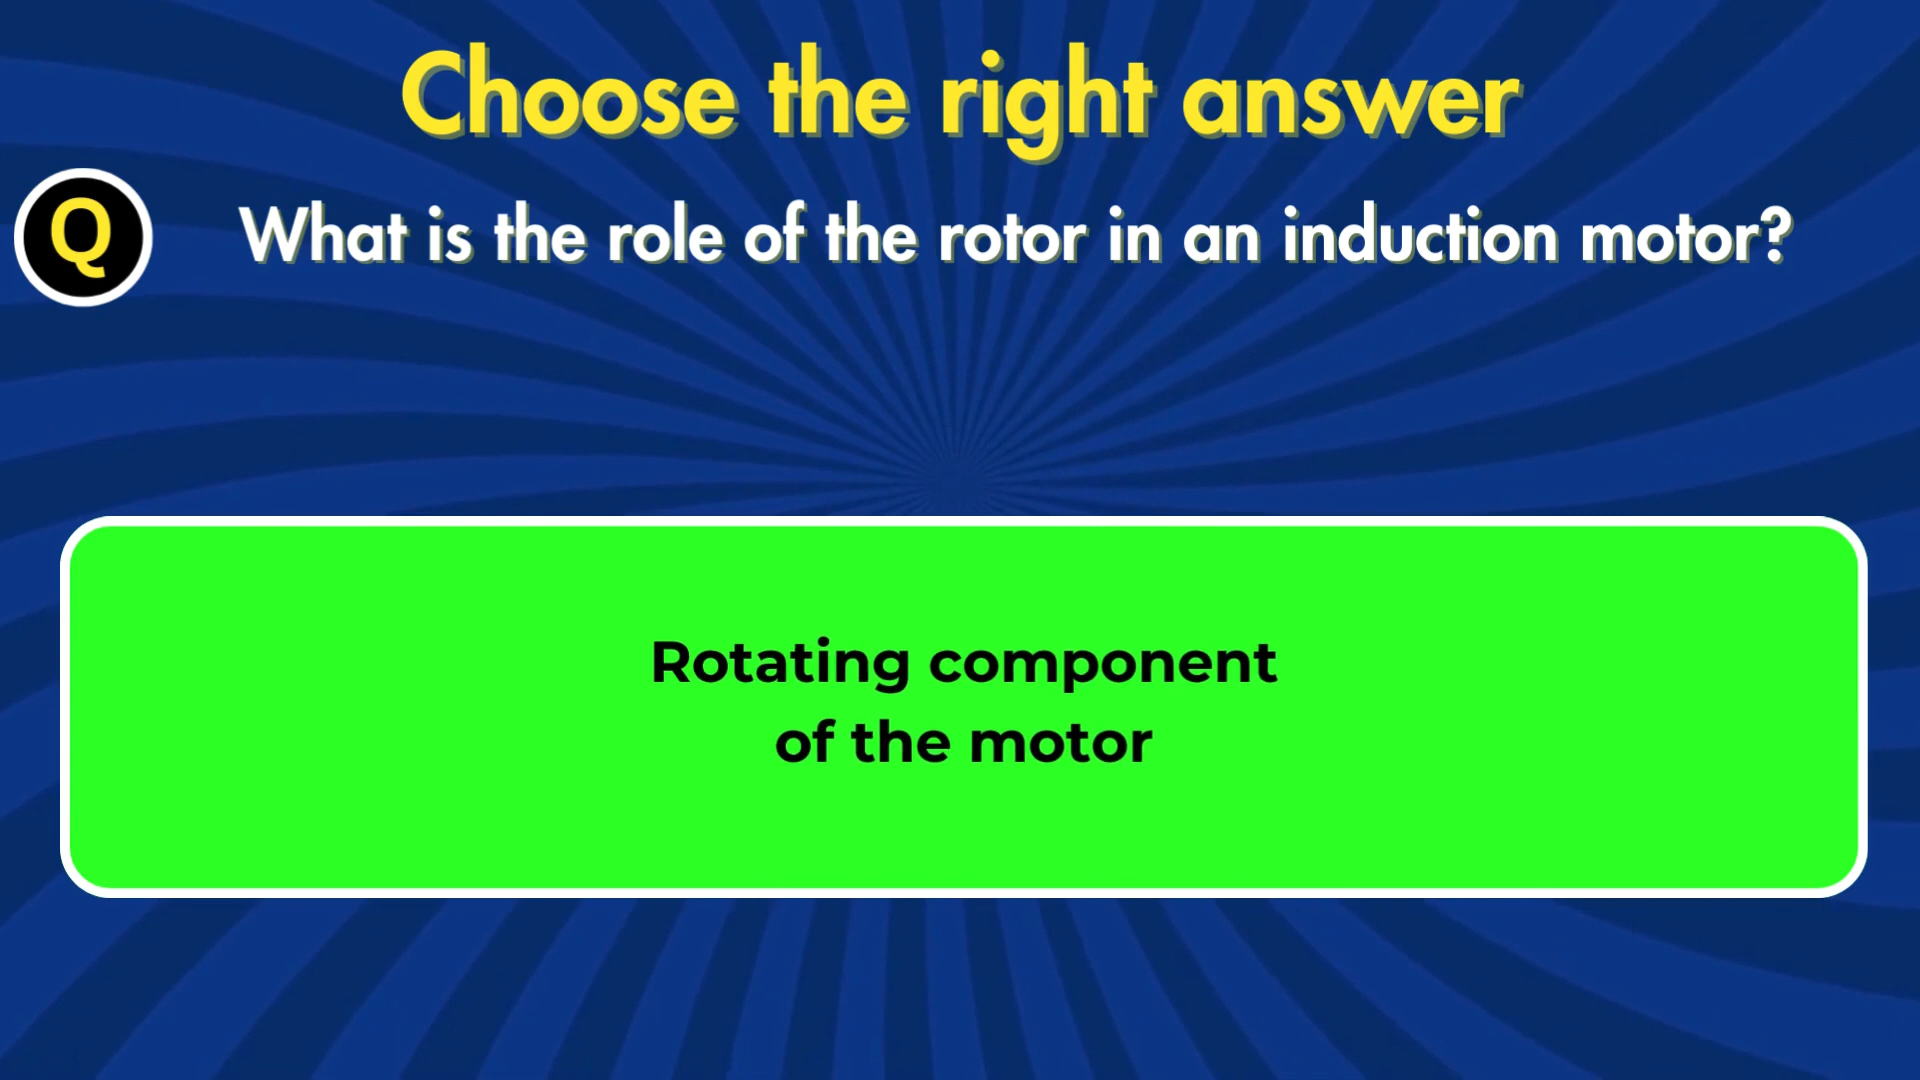 Choose the right answer
Q What is the role of the rotor in an induction motor?
Rotating component
of the motor